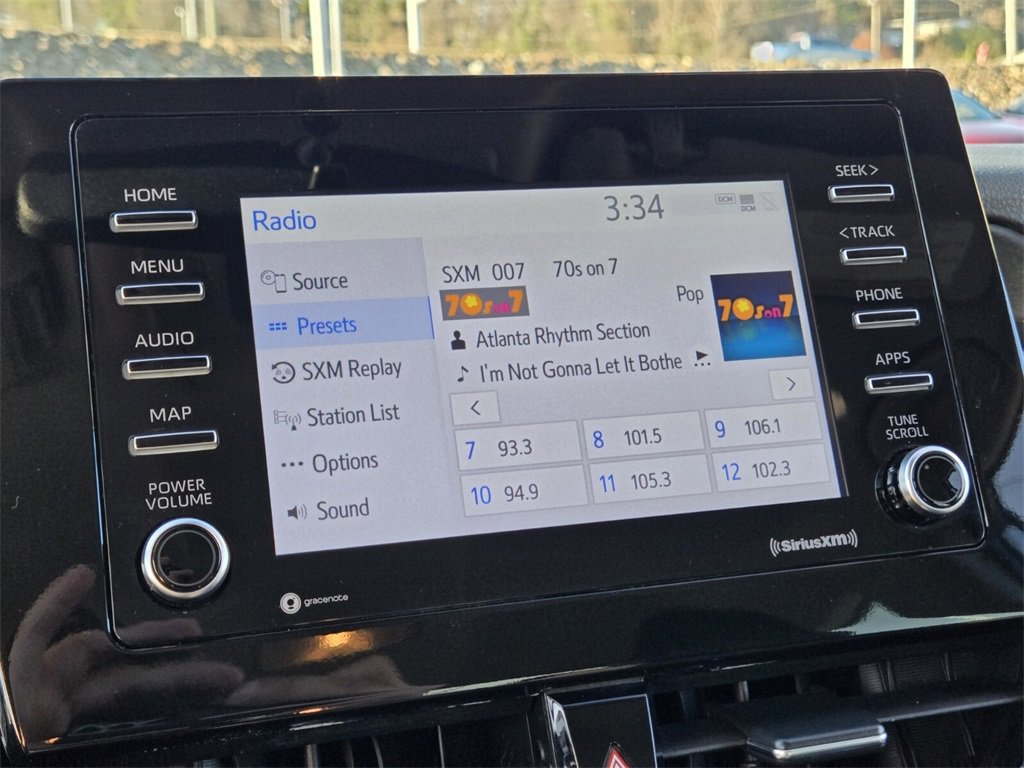 HOME
MENU
AUDIO
MAP
POWER
VOLUME
Radio
3:34
DCM
DCM
Source
Presets
SXM Replay
Station List
Options
Sound
SXM 007 70s on 7
70s on 7
Pop
70s on 7
Atlanta Rhythm Section
I'm Not Gonna Let It Bothe ...
<
>
7 93.3
8 101.5
9 106.1
10 94.9
11 105.3
12 102.3
SEEK >
< TRACK
PHONE
APPS
TUNE
SCROLL
gracenote
((SiriusXM))